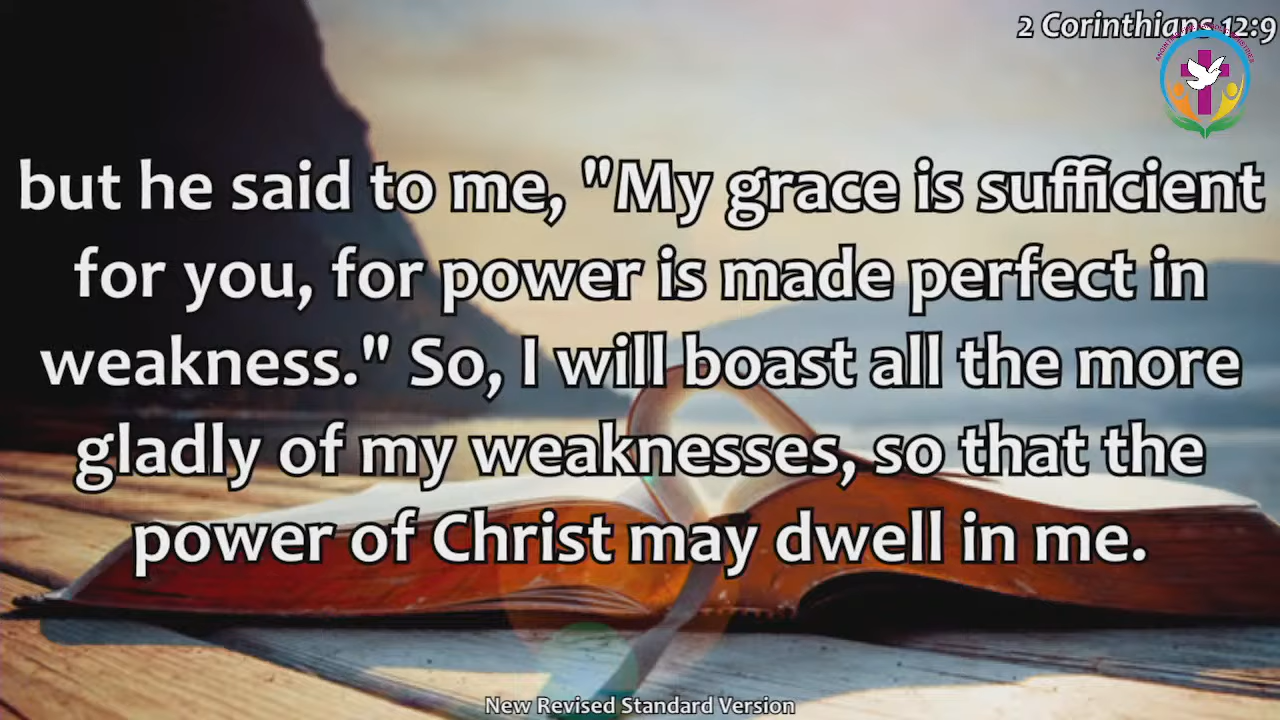 2 Corinthians 12:9
but he said to me, "My grace is sufficient
for you, for power is made perfect in
weakness." So, I will boast all the more
gladly of my weaknesses, so that the
power of Christ may dwell in me.
New Revised Standard Version